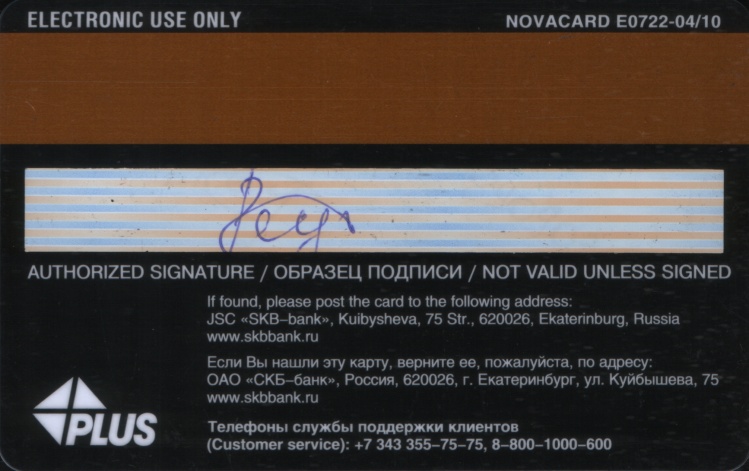 ELECTRONIC USE ONLY
NOVACARD E0722-04/10
AUTHORIZED SIGNATURE / ОБРАЗЕЦ ПОДПИСИ / NOT VALID UNLESS SIGNED
If found, please post the card to the following address:
JSC «SKB–bank», Kuibysheva, 75 Str., 620026, Ekaterinburg, Russia
www.skbbank.ru
Если Вы нашли эту карту, верните ее, пожалуйста, по адресу:
ОАО «СКБ–банк», Россия, 620026, г. Екатеринбург, ул. Куйбышева, 75
www.skbbank.ru
PLUS
Телефоны службы поддержки клиентов
(Customer service): +7 343 355–75–75, 8–800–1000–600